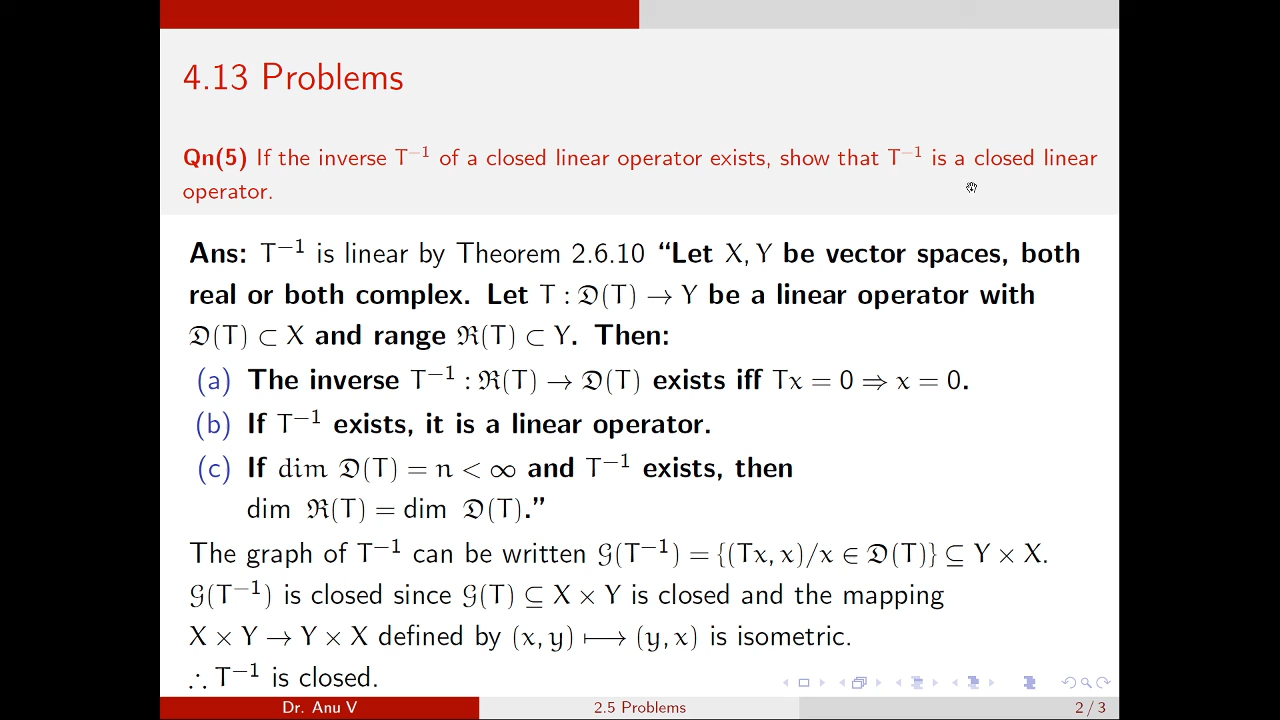 4.13 Problems
Qn(5) If the inverse T⁻¹ of a closed linear operator exists, show that T⁻¹ is a closed linear
operator.
Ans: T⁻¹ is linear by Theorem 2.6.10 “Let X, Y be vector spaces, both
real or both complex. Let T : 𝔇(T) → Y be a linear operator with
𝔇(T) ⊂ X and range ℜ(T) ⊂ Y. Then:
(a) The inverse T⁻¹ : ℜ(T) → 𝔇(T) exists iff Tx = 0 ⇒ x = 0.
(b) If T⁻¹ exists, it is a linear operator.
(c) If dim 𝔇(T) = n < ∞ and T⁻¹ exists, then
dim ℜ(T) = dim 𝔇(T).”
The graph of T⁻¹ can be written 𝒢(T⁻¹) = {(Tx, x)/x ∈ 𝔇(T)} ⊆ Y × X.
𝒢(T⁻¹) is closed since 𝒢(T) ⊆ X × Y is closed and the mapping
X × Y → Y × X defined by (x, y) ⟼ (y, x) is isometric.
∴ T⁻¹ is closed.
Dr. Anu V 2.5 Problems 2 / 3